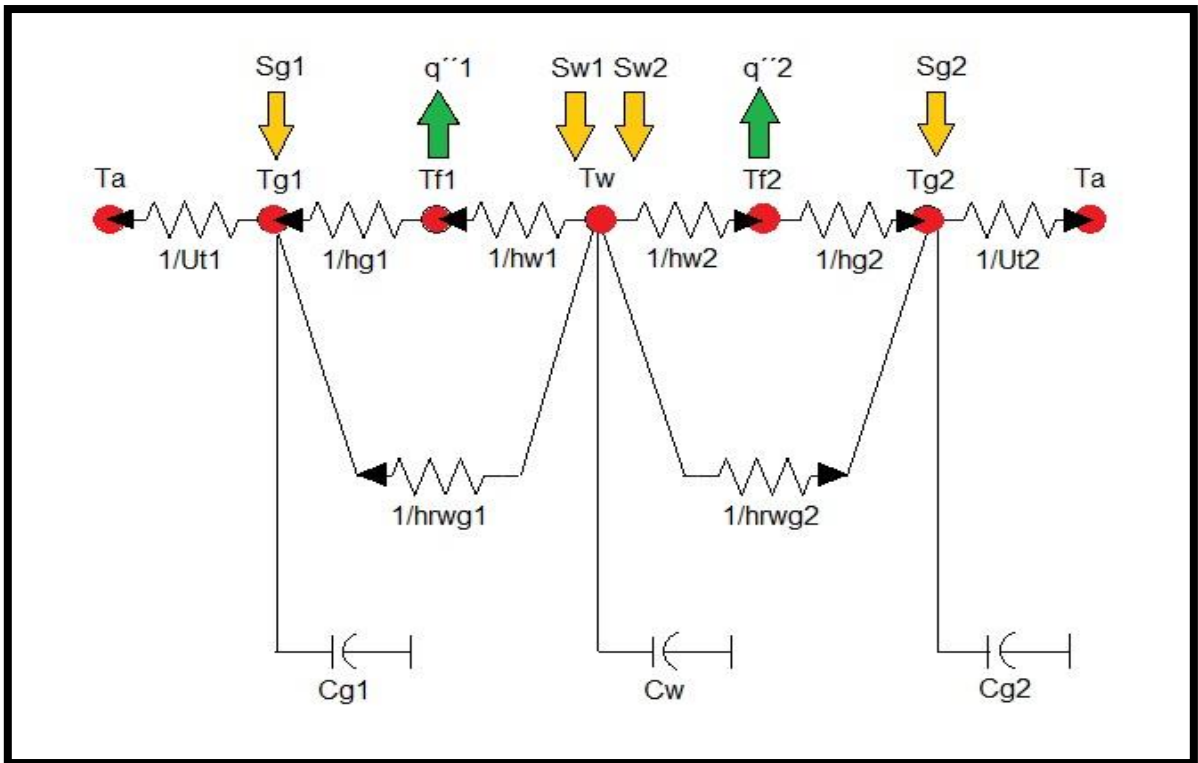 Sg1 q´´1 Sw1 Sw2 q´´2 Sg2
Ta Tg1 Tf1 Tw Tf2 Tg2 Ta
1/Ut1 1/hg1 1/hw1 1/hw2 1/hg2 1/Ut2
1/hrwg1 1/hrwg2
Cg1 Cw Cg2